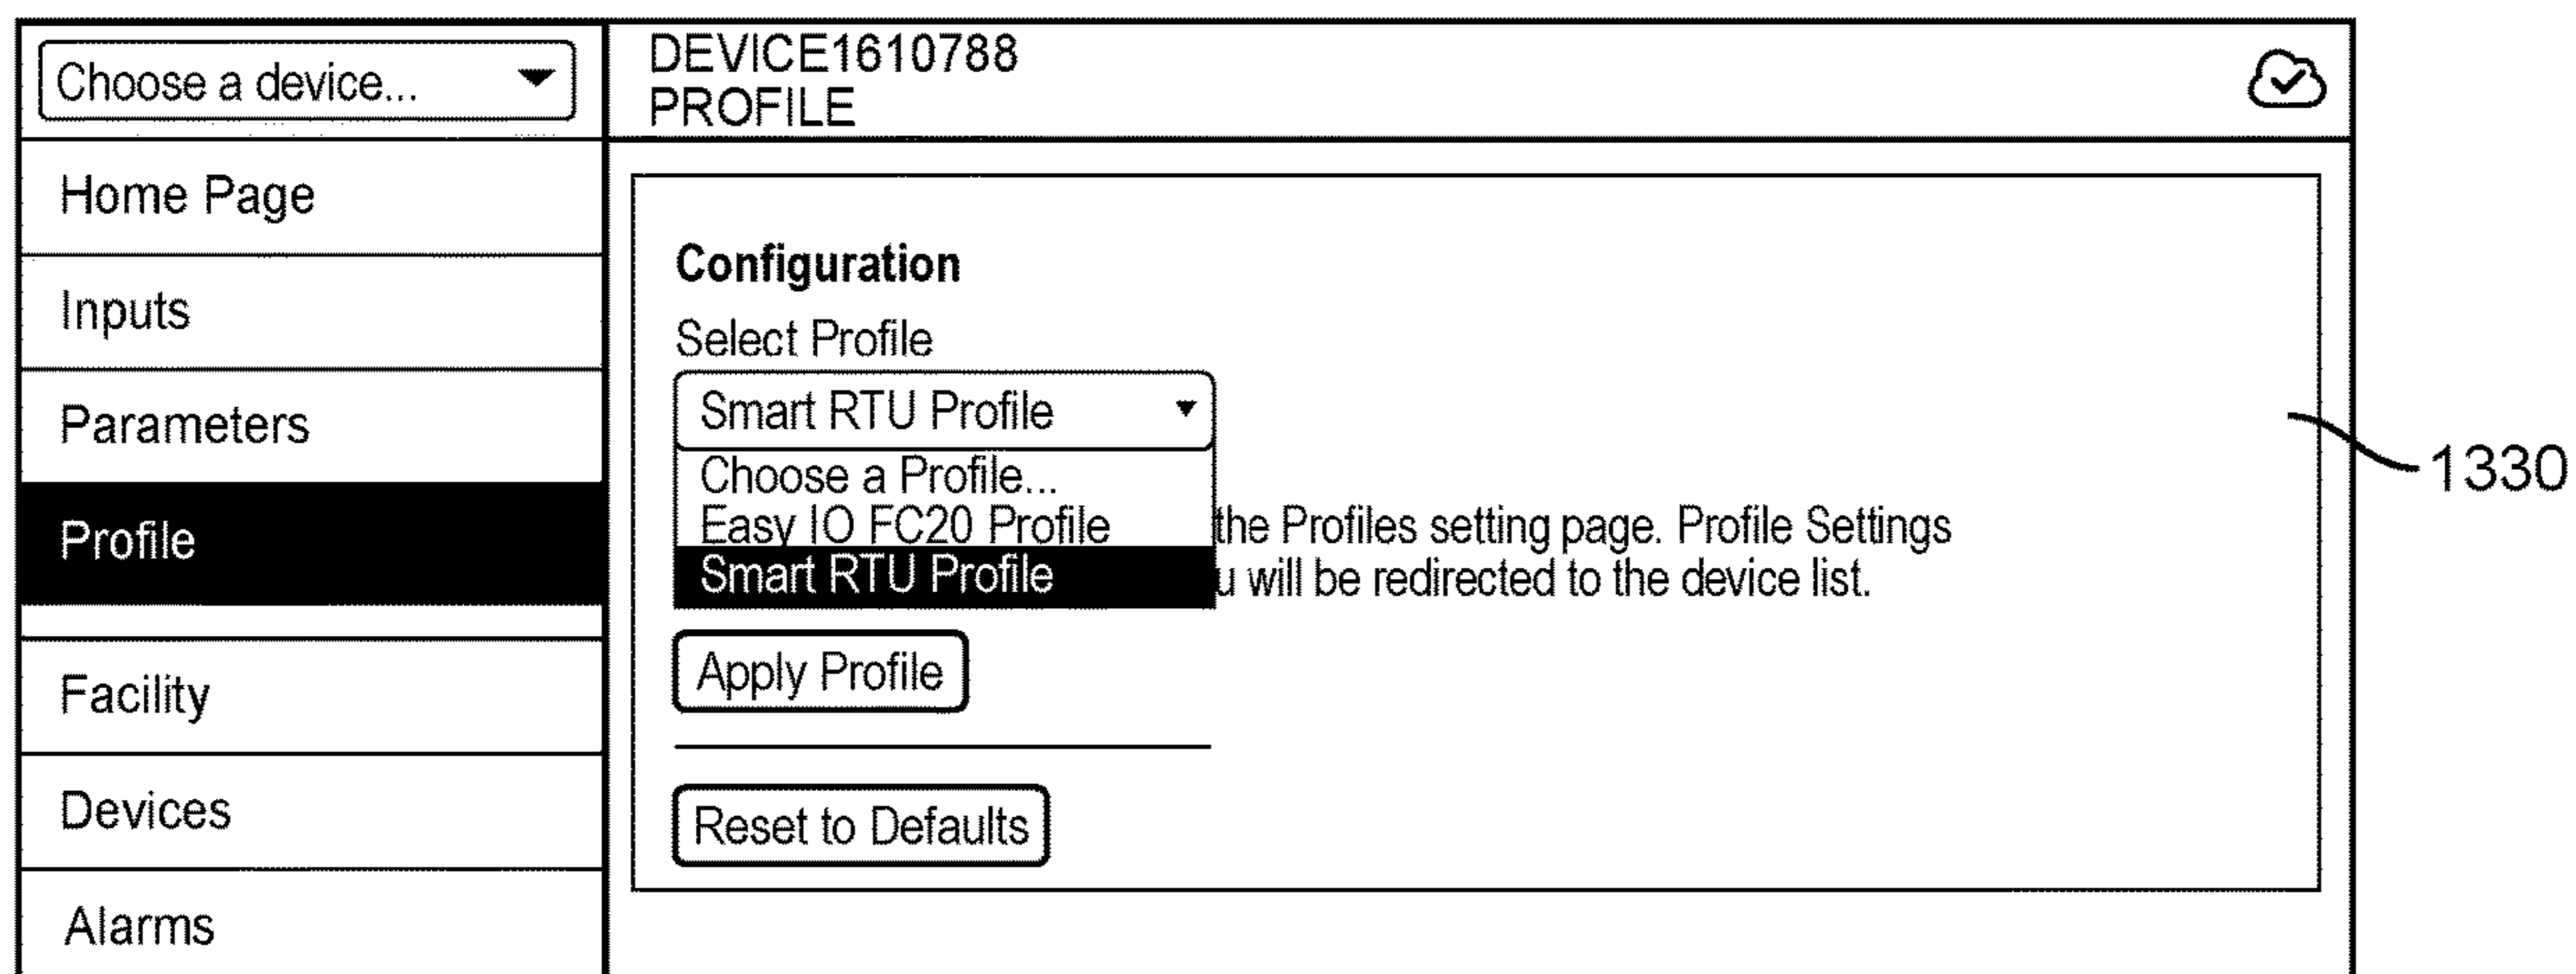 Choose a device...
Home Page
Inputs
Parameters
Profile
Facility
Devices
Alarms
DEVICE1610788
PROFILE
Configuration
Select Profile
Smart RTU Profile
Choose a Profile...
Easy IO FC20 Profile
Smart RTU Profile
the Profiles setting page. Profile Settings
will be redirected to the device list.
Apply Profile
Reset to Defaults
1330